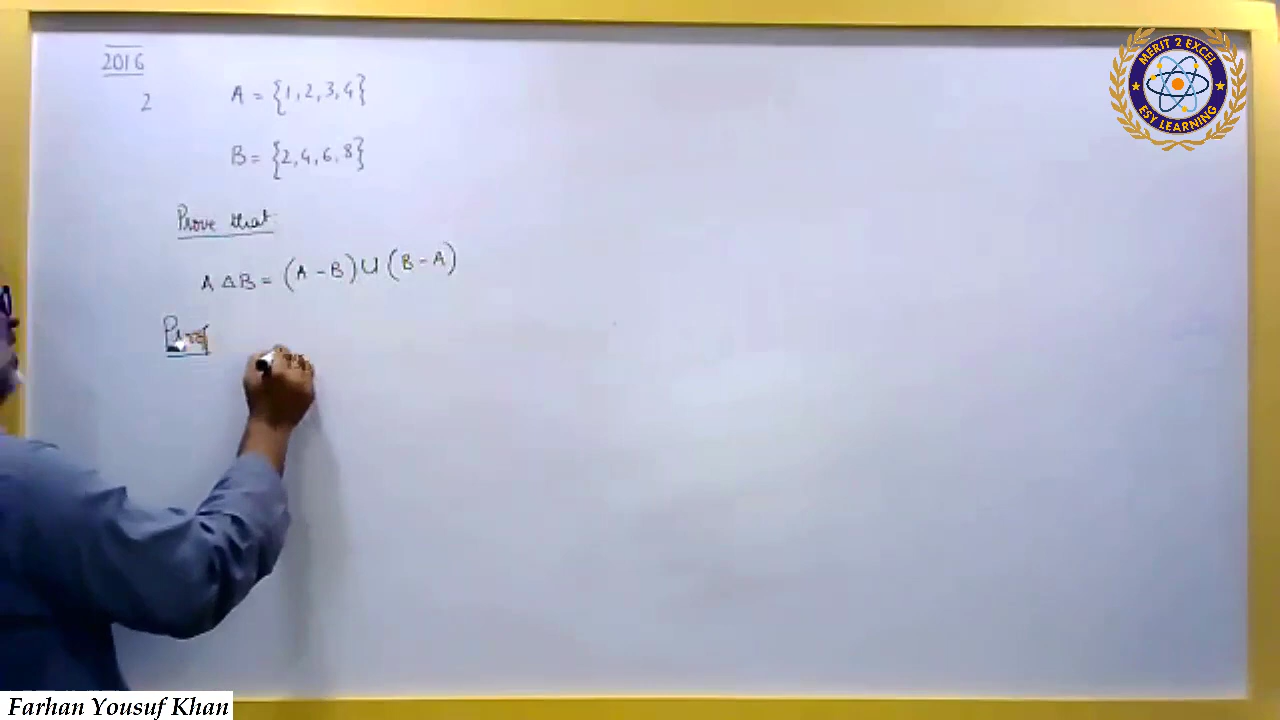 2016
2
A = {1, 2, 3, 4}
B = {2, 4, 6, 8}
Prove that:
A △ B = (A - B) ∪ (B - A)
Proof
MERIT 2 EXCEL
ESY LEARNING
Farhan Yousuf Khan